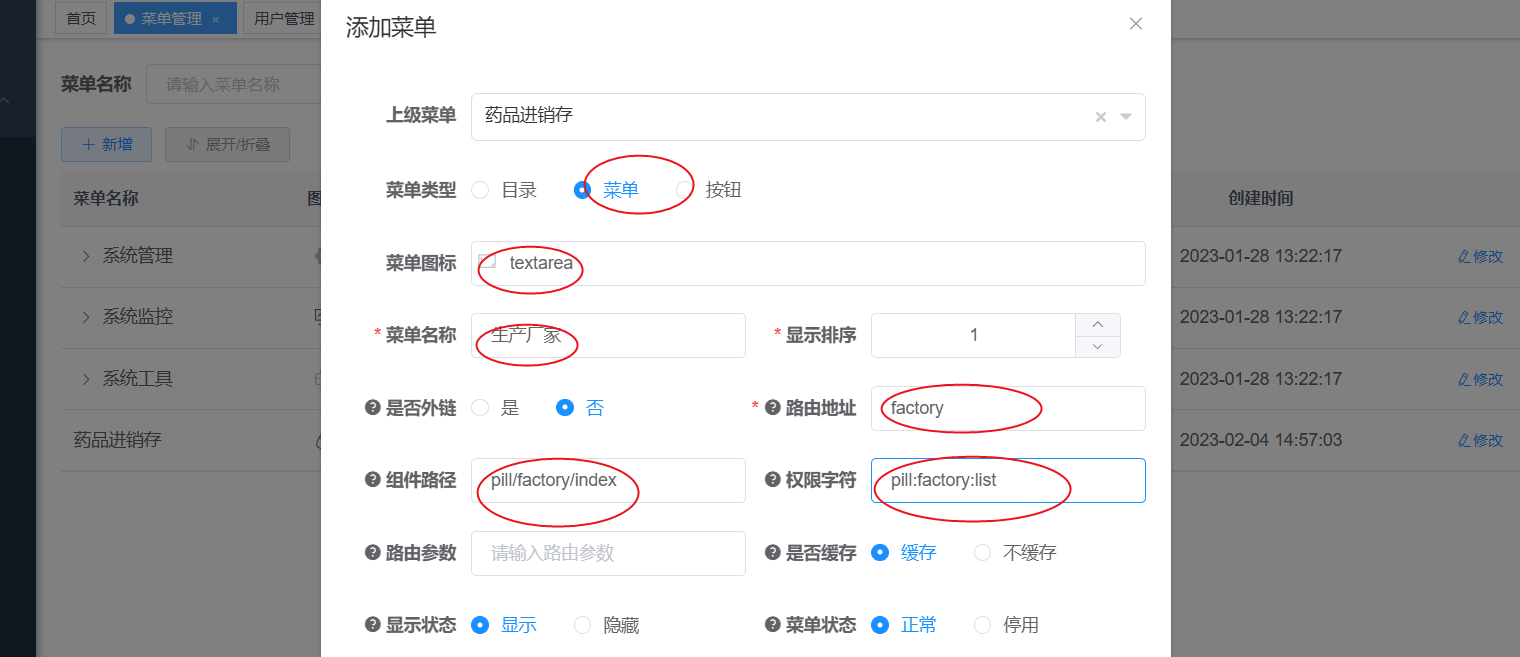 首页 菜单管理 × 用户管理
添加菜单
菜单名称 请输入菜单名称
上级菜单 药品进销存
新增 展开/折叠
菜单类型 目录 菜单 按钮
菜单名称 创建时间
系统管理 2023-01-28 13:22:17 修改
菜单图标 textarea
系统监控 2023-01-28 13:22:17 修改
* 菜单名称 生产厂家 * 显示排序 1
系统工具 2023-01-28 13:22:17 修改
是否外链 是 否 * 路由地址 factory
药品进销存 2023-02-04 14:57:03 修改
组件路径 pill/factory/index 权限字符 pill:factory:list
路由参数 请输入路由参数 是否缓存 缓存 不缓存
显示状态 显示 隐藏 菜单状态 正常 停用